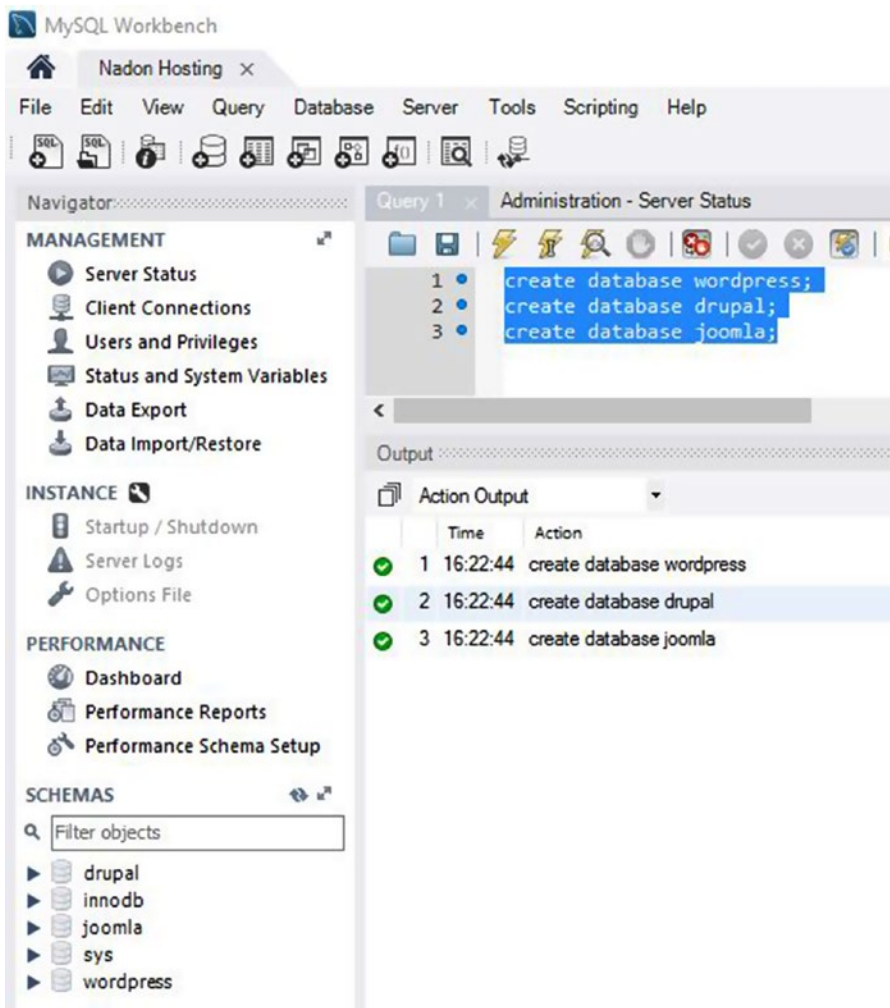 MySQL Workbench
Nadon Hosting
File Edit View Query Database Server Tools Scripting Help
SQL SQL
Navigator
MANAGEMENT
Server Status
Client Connections
Users and Privileges
Status and System Variables
Data Export
Data Import/Restore
INSTANCE
Startup / Shutdown
Server Logs
Options File
PERFORMANCE
Dashboard
Performance Reports
Performance Schema Setup
SCHEMAS
Filter objects
drupal
innodb
joomla
sys
wordpress
Query 1 Administration - Server Status
1 create database wordpress;
2 create database drupal;
3 create database joomla;
Output
Action Output
Time Action
1 16:22:44 create database wordpress
2 16:22:44 create database drupal
3 16:22:44 create database joomla